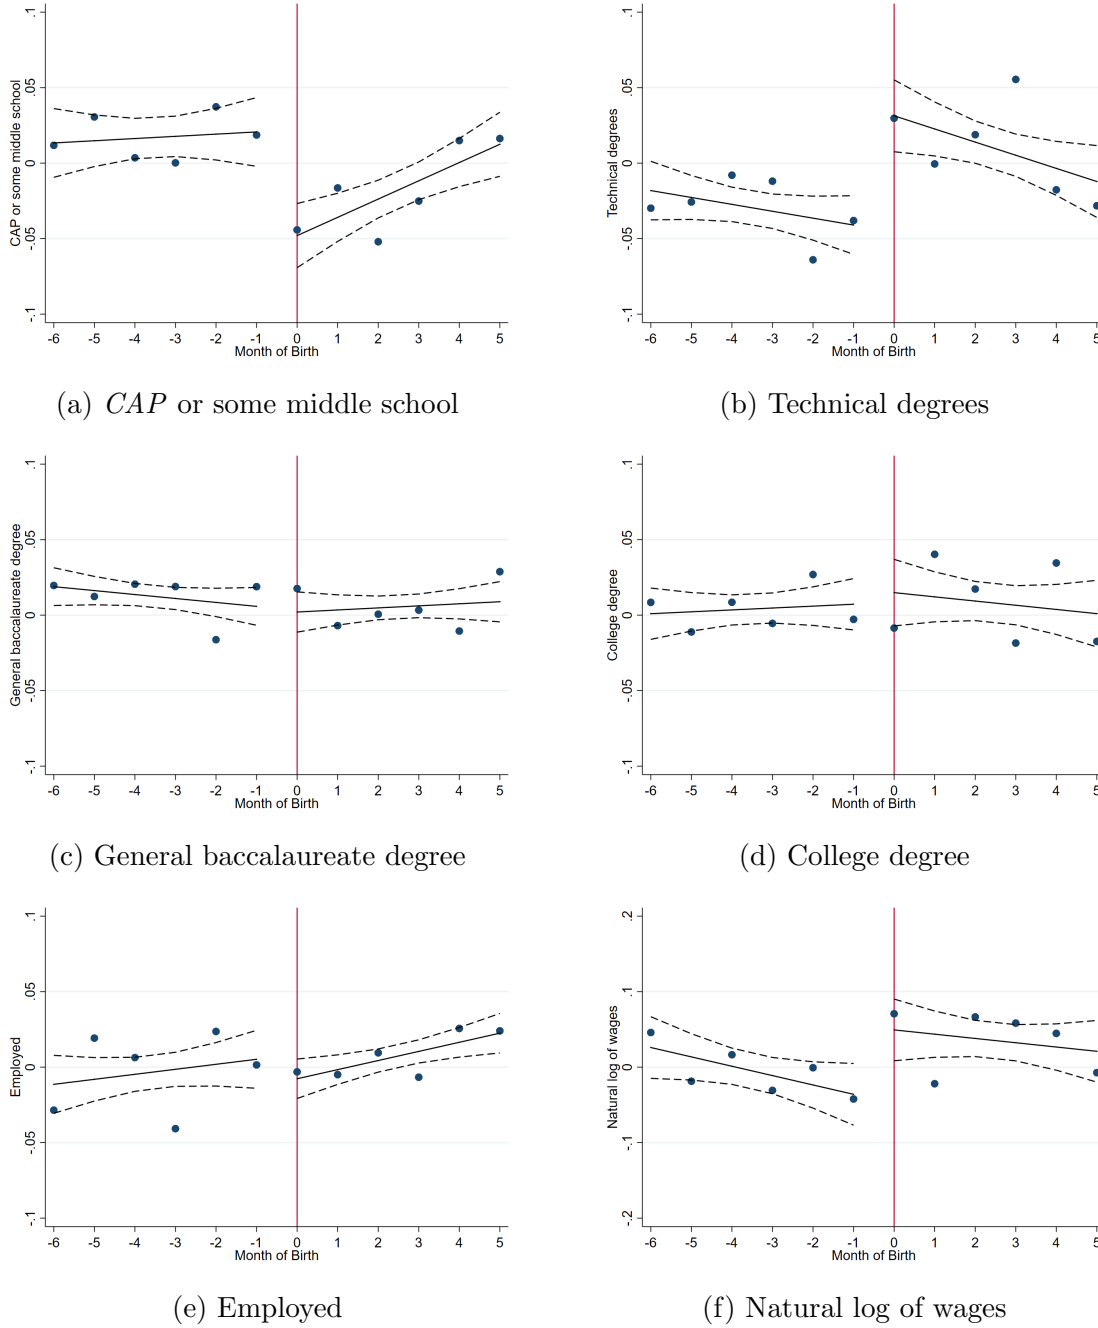 CAP or some middle school
.1
.05
0
-.05
-.1
-6 -5 -4 -3 -2 -1 0 1 2 3 4 5
Month of Birth
(a) CAP or some middle school
Technical degrees
.1
.05
0
-.05
-.1
-6 -5 -4 -3 -2 -1 0 1 2 3 4 5
Month of Birth
(b) Technical degrees
General baccalaureate degree
.1
.05
0
-.05
-.1
-6 -5 -4 -3 -2 -1 0 1 2 3 4 5
Month of Birth
(c) General baccalaureate degree
College degree
.1
.05
0
-.05
-.1
-6 -5 -4 -3 -2 -1 0 1 2 3 4 5
Month of Birth
(d) College degree
Employed
.1
.05
0
-.05
-.1
-6 -5 -4 -3 -2 -1 0 1 2 3 4 5
Month of Birth
(e) Employed
Natural log of wages
.2
.1
0
-.1
-.2
-6 -5 -4 -3 -2 -1 0 1 2 3 4 5
Month of Birth
(f) Natural log of wages